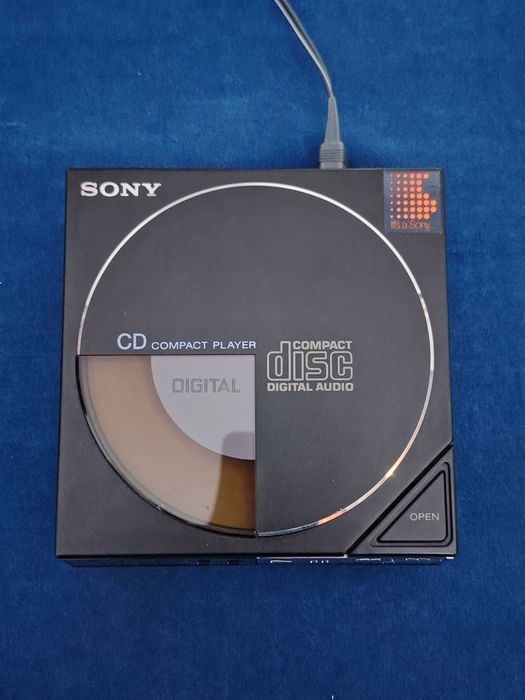 SONY
It's a Sony
CD COMPACT PLAYER
COMPACT
disc
DIGITAL AUDIO
DIGITAL
OPEN